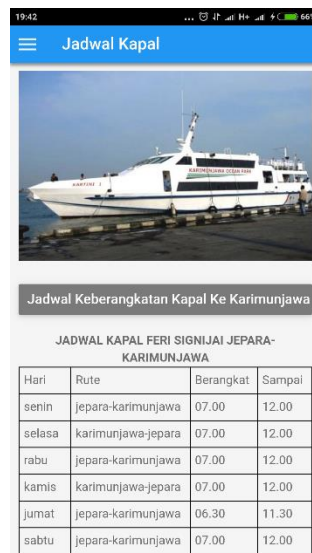 19:42
... H+ 66%
Jadwal Kapal
KARIMUNJAWA OCEAN PARK
KARTINI 1
Jadwal Keberangkatan Kapal Ke Karimunjawa
JADWAL KAPAL FERI SIGNIJAI JEPARA-
KARIMUNJAWA
Hari Rute Berangkat Sampai
senin jepara-karimunjawa 07.00 12.00
selasa karimunjawa-jepara 07.00 12.00
rabu jepara-karimunjawa 07.00 12.00
kamis karimunjawa-jepara 07.00 12.00
jumat jepara-karimunjawa 06.30 11.30
sabtu jepara-karimunjawa 07.00 12.00